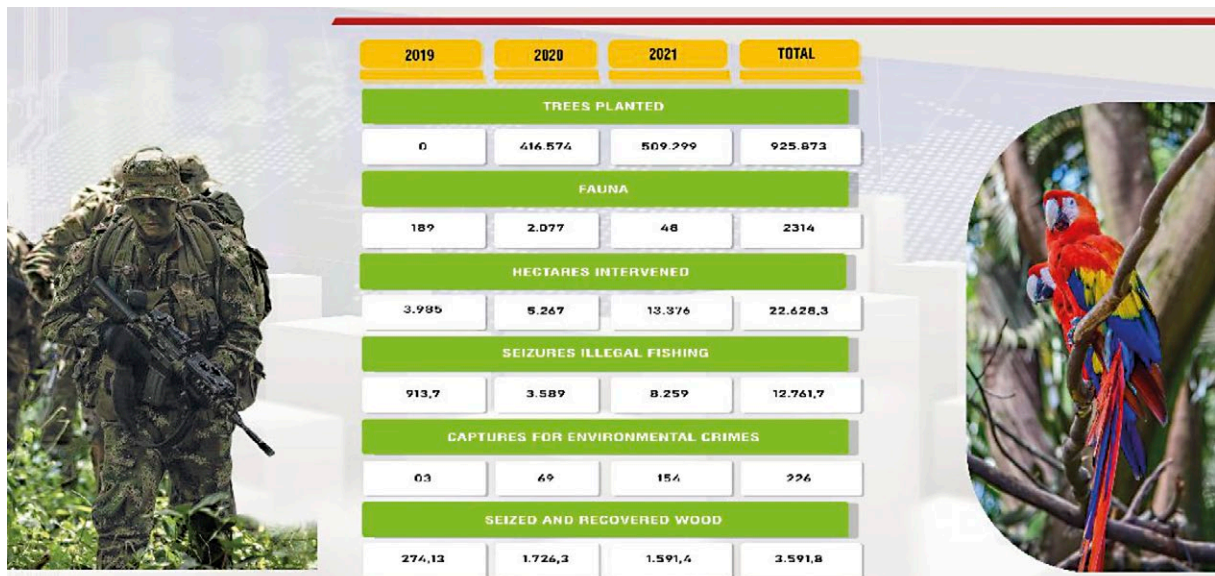 2019 2020 2021 TOTAL
TREES PLANTED
0 416.574 509.299 925.873
FAUNA
189 2.077 48 2314
HECTARES INTERVENED
3.985 5.267 13.376 22.628,3
SEIZURES ILLEGAL FISHING
913,7 3.589 8.259 12.761,7
CAPTURES FOR ENVIRONMENTAL CRIMES
03 69 154 226
SEIZED AND RECOVERED WOOD
274,13 1.726,3 1.591,4 3.591,8